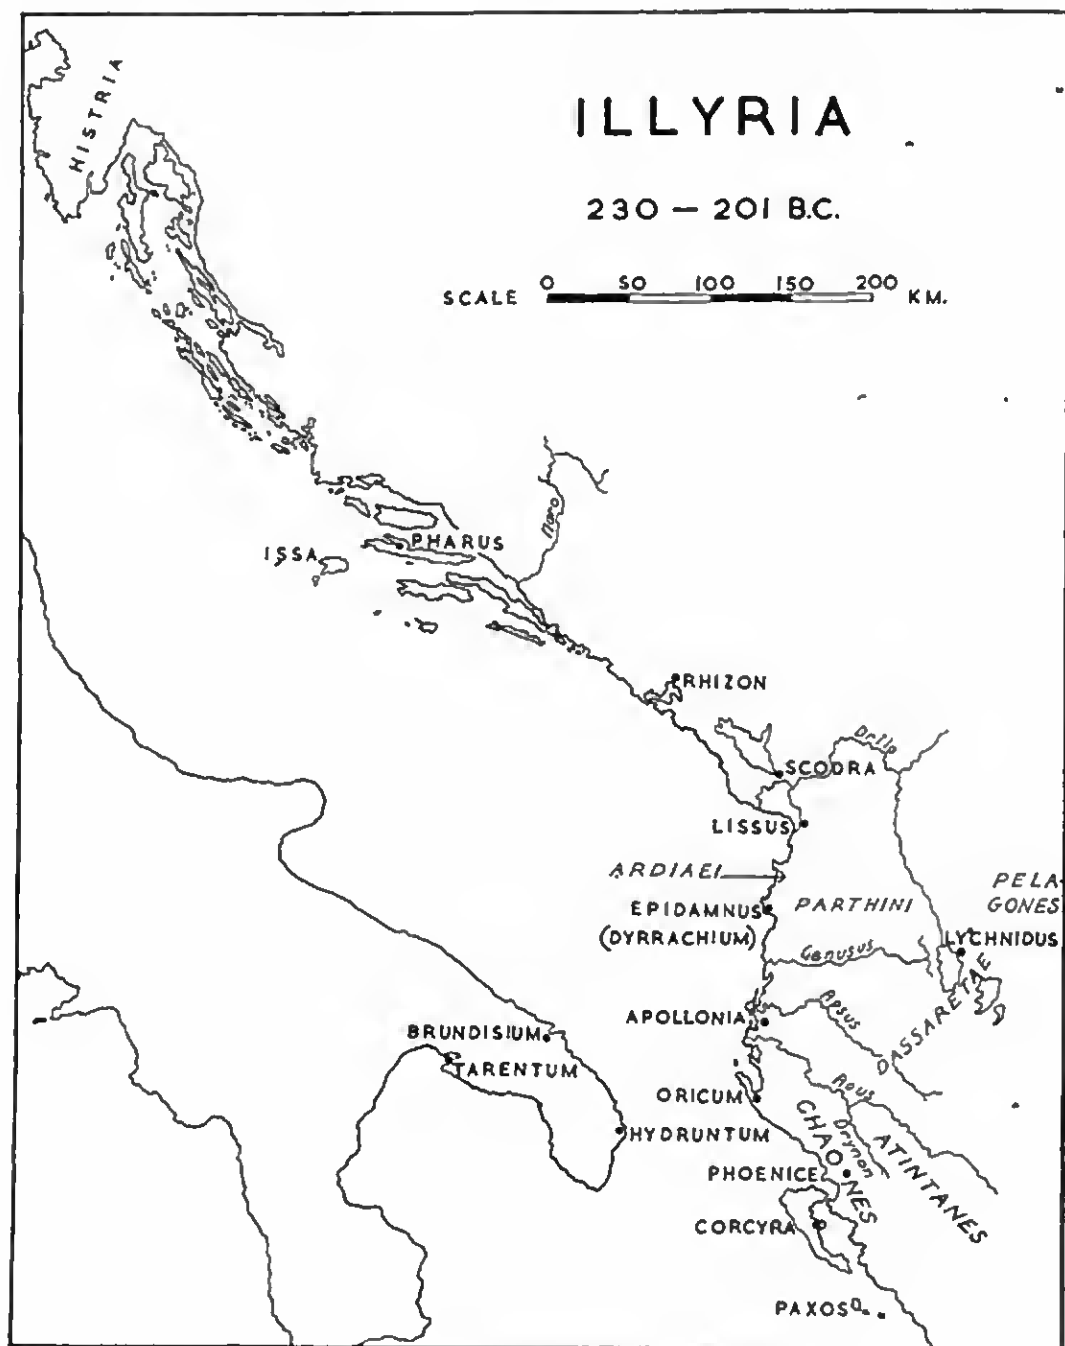 HISTRIA
ILLYRIA
230 — 201 B.C.
SCALE 0 50 100 150 200 KM.
Naro
PHARUS
ISSA
RHIZON
Drilo
SCODRA
LISSUS
ARDIAEI
PELA-
GONES
EPIDAMNUS
(DYRRACHIUM)
PARTHINI
LYCHNIDUS
Genusus
DASSARETAE
APOLLONIA
Apsus
BRUNDISIUM
TARENTUM
Aous
ORICUM
CHAONES
Drynon
ATINTANES
HYDRUNTUM
PHOENICE
CORCYRA
PAXOS